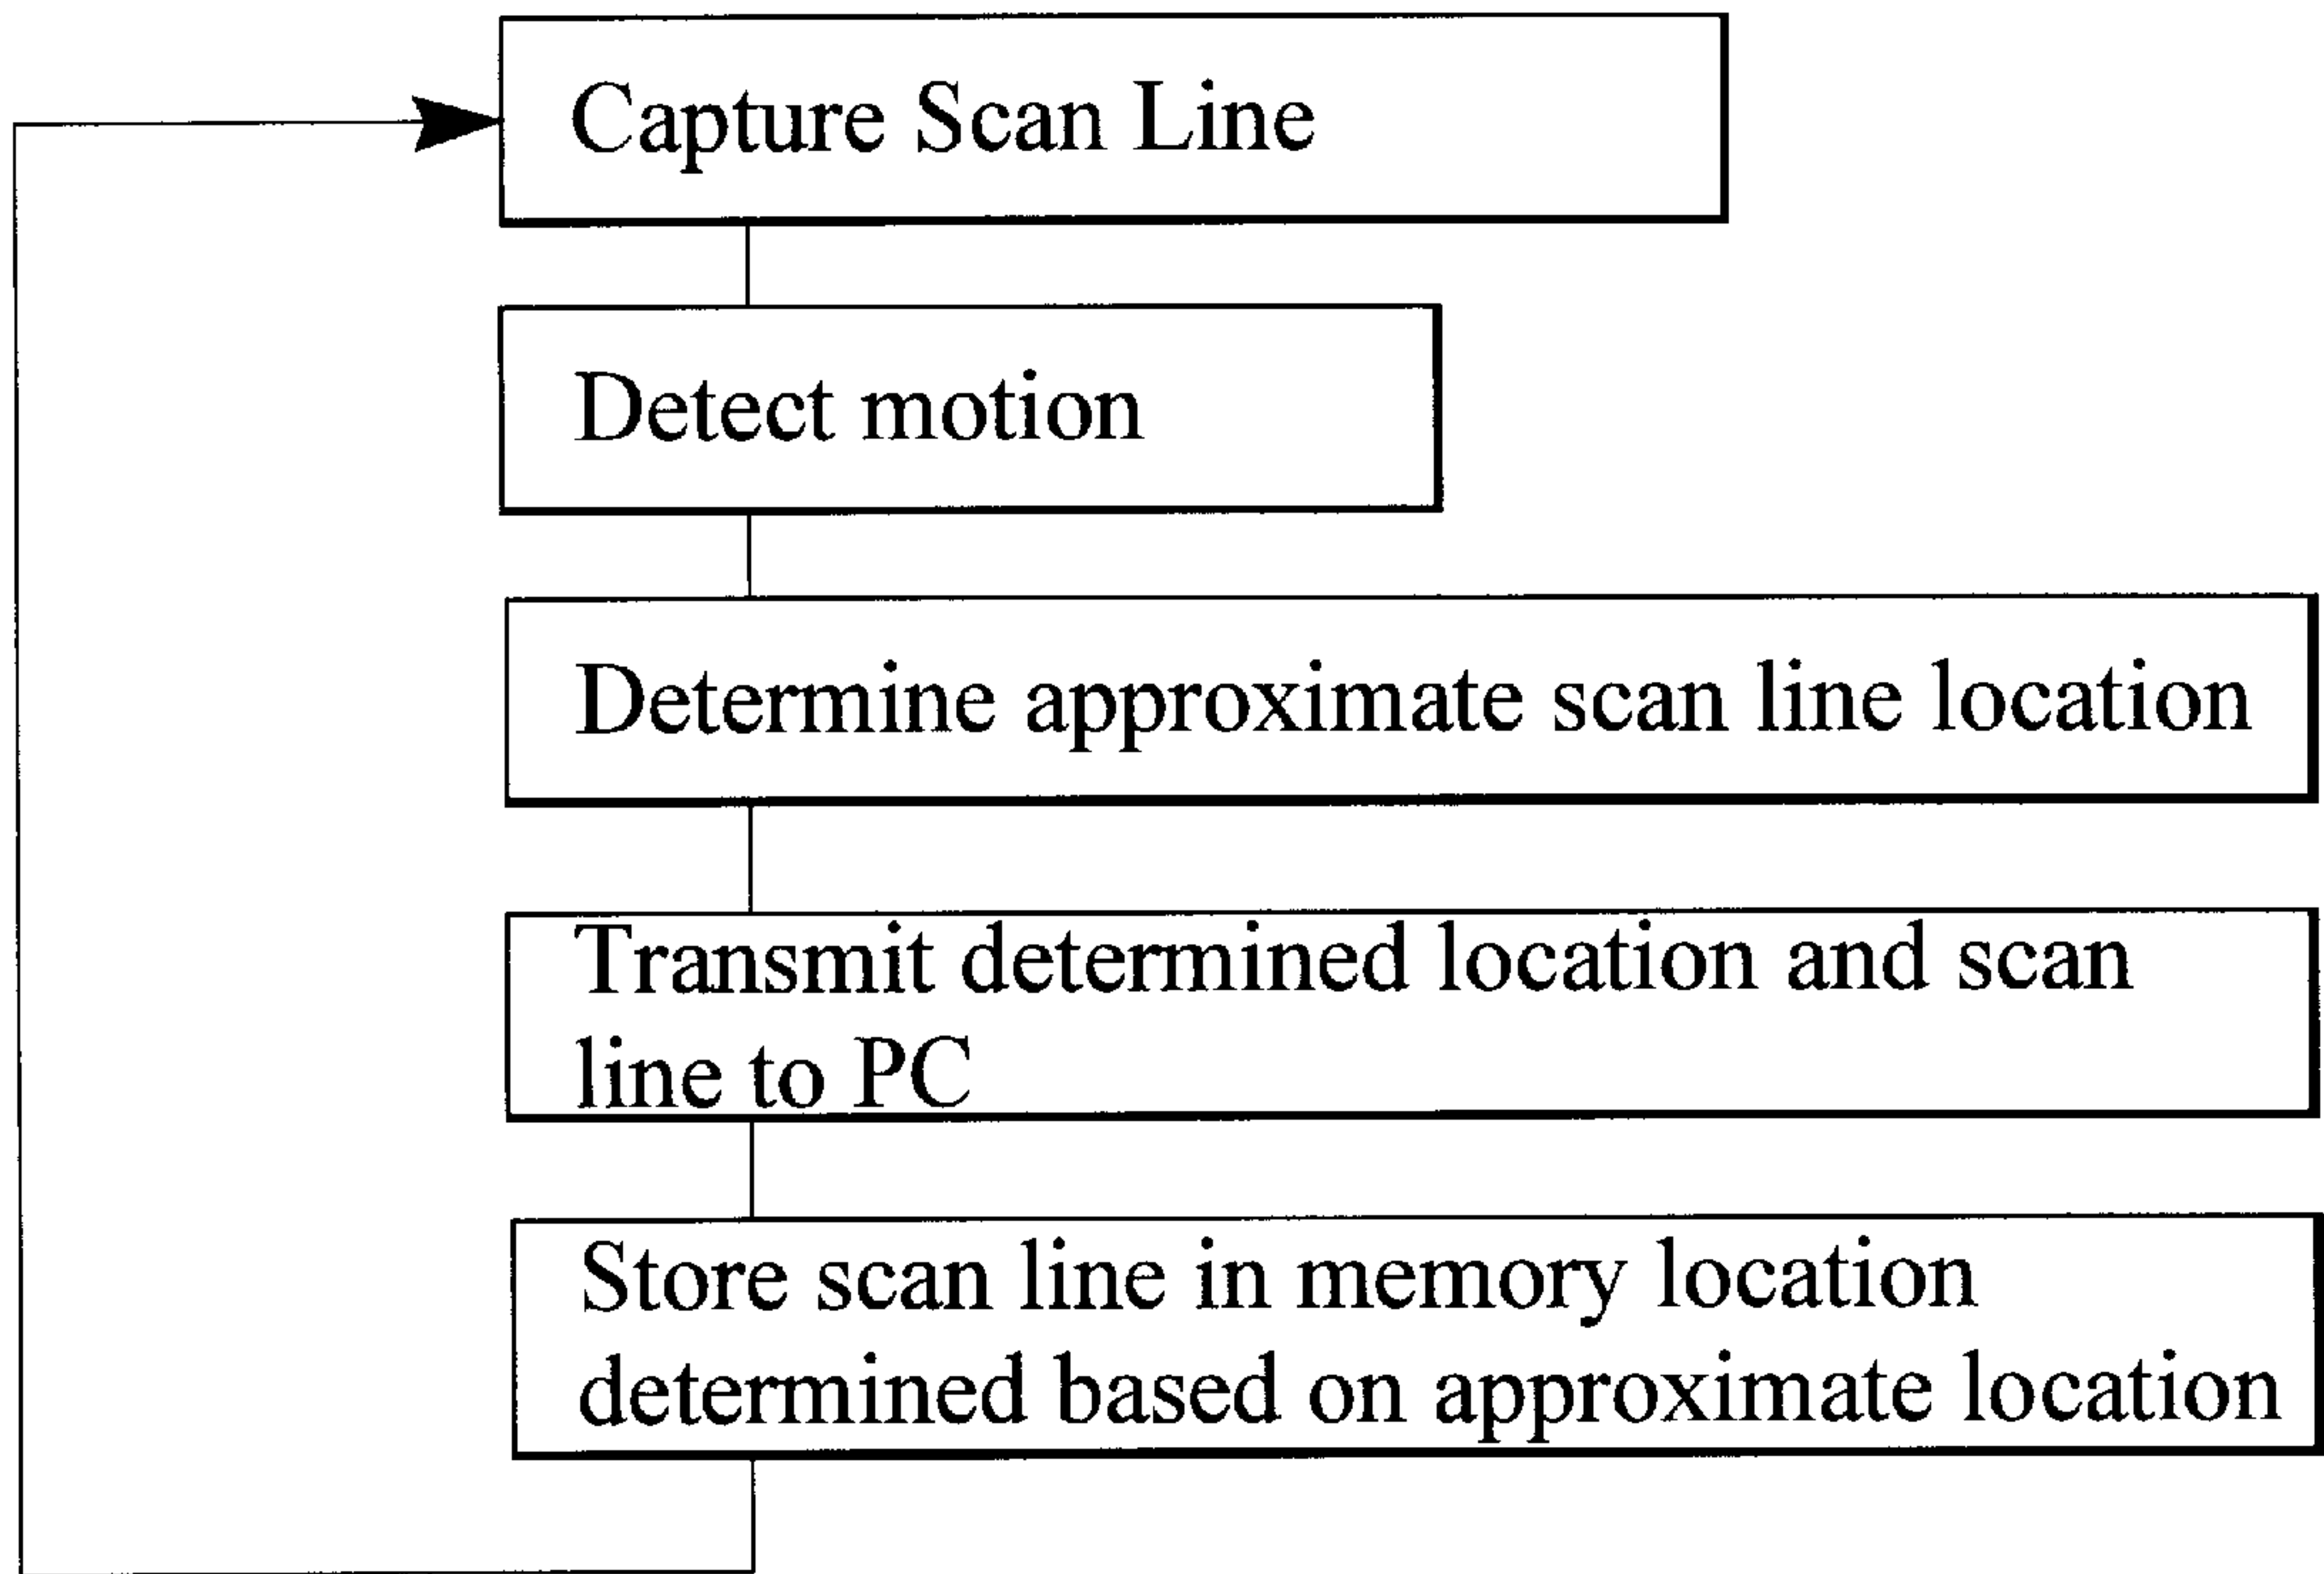 Capture Scan Line
Detect motion
Determine approximate scan line location
Transmit determined location and scan
line to PC
Store scan line in memory location
determined based on approximate location